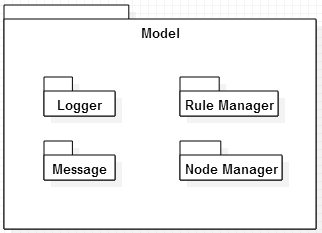 Model
Logger
Rule Manager
Message
Node Manager